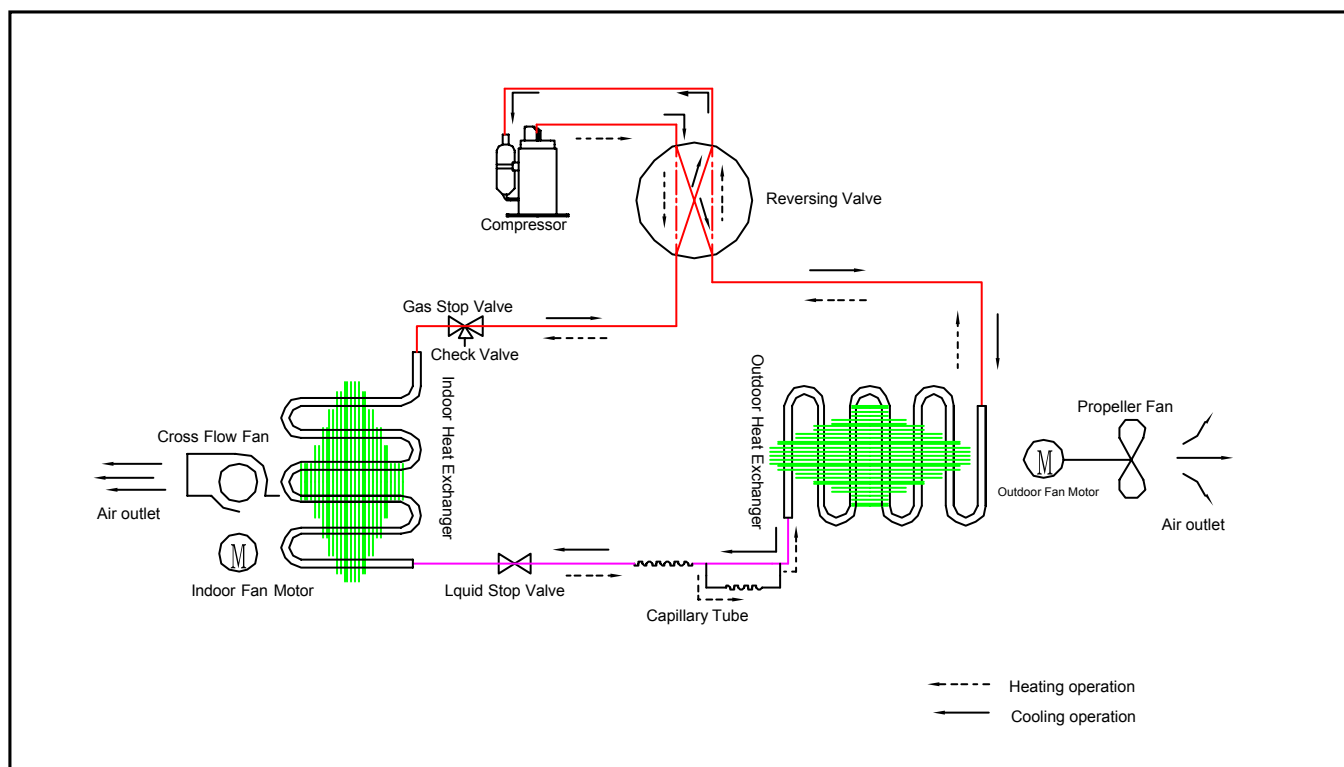 Compressor
Reversing Valve
Gas Stop Valve
Check Valve
Indoor Heat Exchanger
Outdoor Heat Exchanger
Propeller Fan
Cross Flow Fan
M
Outdoor Fan Motor
Air outlet
Air outlet
M
Indoor Fan Motor
Lquid Stop Valve
Capillary Tube
Heating operation
Cooling operation